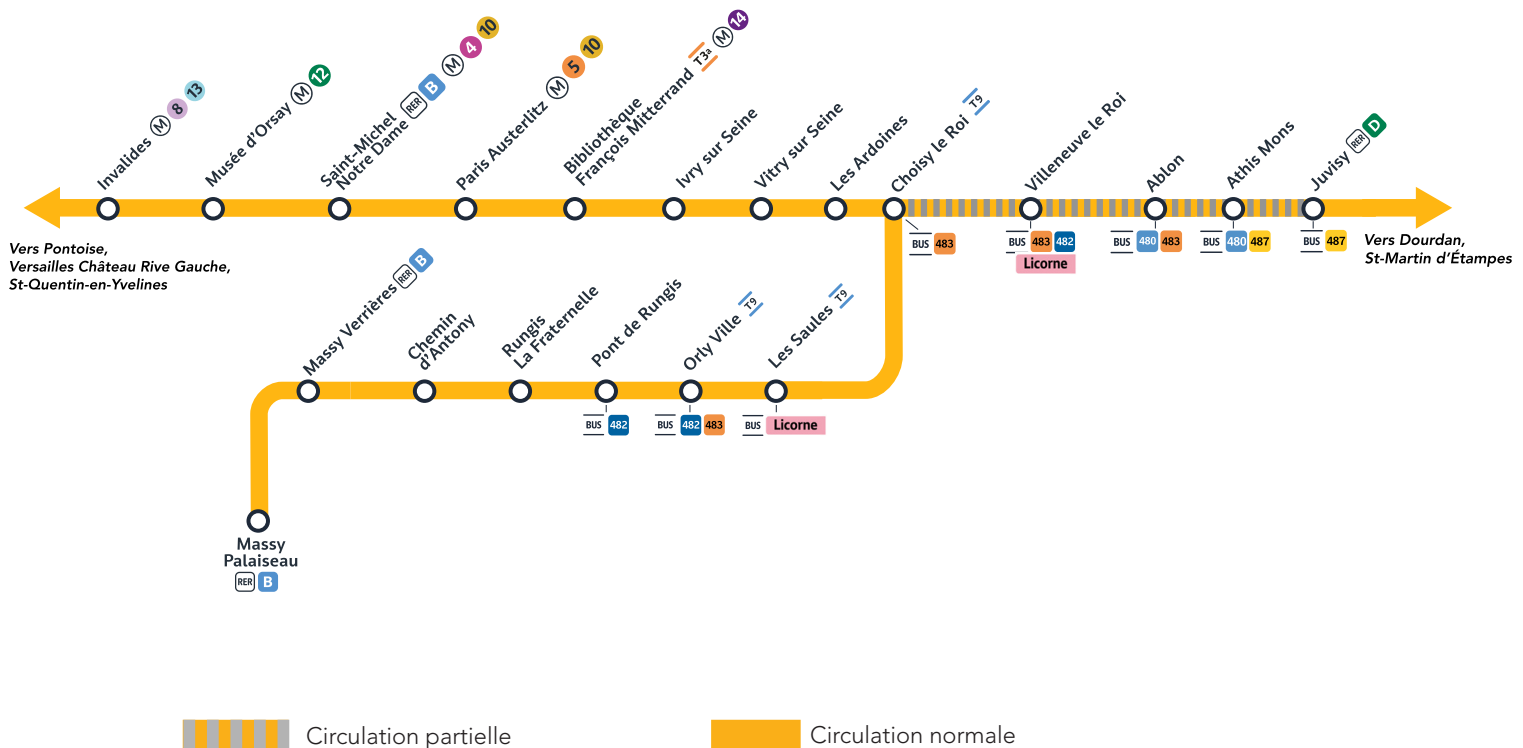 Invalides M 8 13
Musée d'Orsay M 12
Saint-Michel
Notre Dame RER B M 4 10
Paris Austerlitz M 5 10
Bibliothèque
François Mitterrand T3a M 14
Ivry sur Seine
Vitry sur Seine
Les Ardoines
Choisy le Roi T9
Villeneuve le Roi
Ablon
Athis Mons
Juvisy RER D
BUS 483
BUS 483 482
Licorne
BUS 480 483
BUS 480 487
BUS 487
Vers Pontoise,
Versailles Château Rive Gauche,
St-Quentin-en-Yvelines
Vers Dourdan,
St-Martin d'Étampes
Massy Verrières RER B
Chemin
d'Antony
Rungis
La Fraternelle
Pont de Rungis
Orly Ville T9
Les Saules T9
BUS 482
BUS 482 483
BUS Licorne
Massy
Palaiseau
RER B
Circulation partielle
Circulation normale